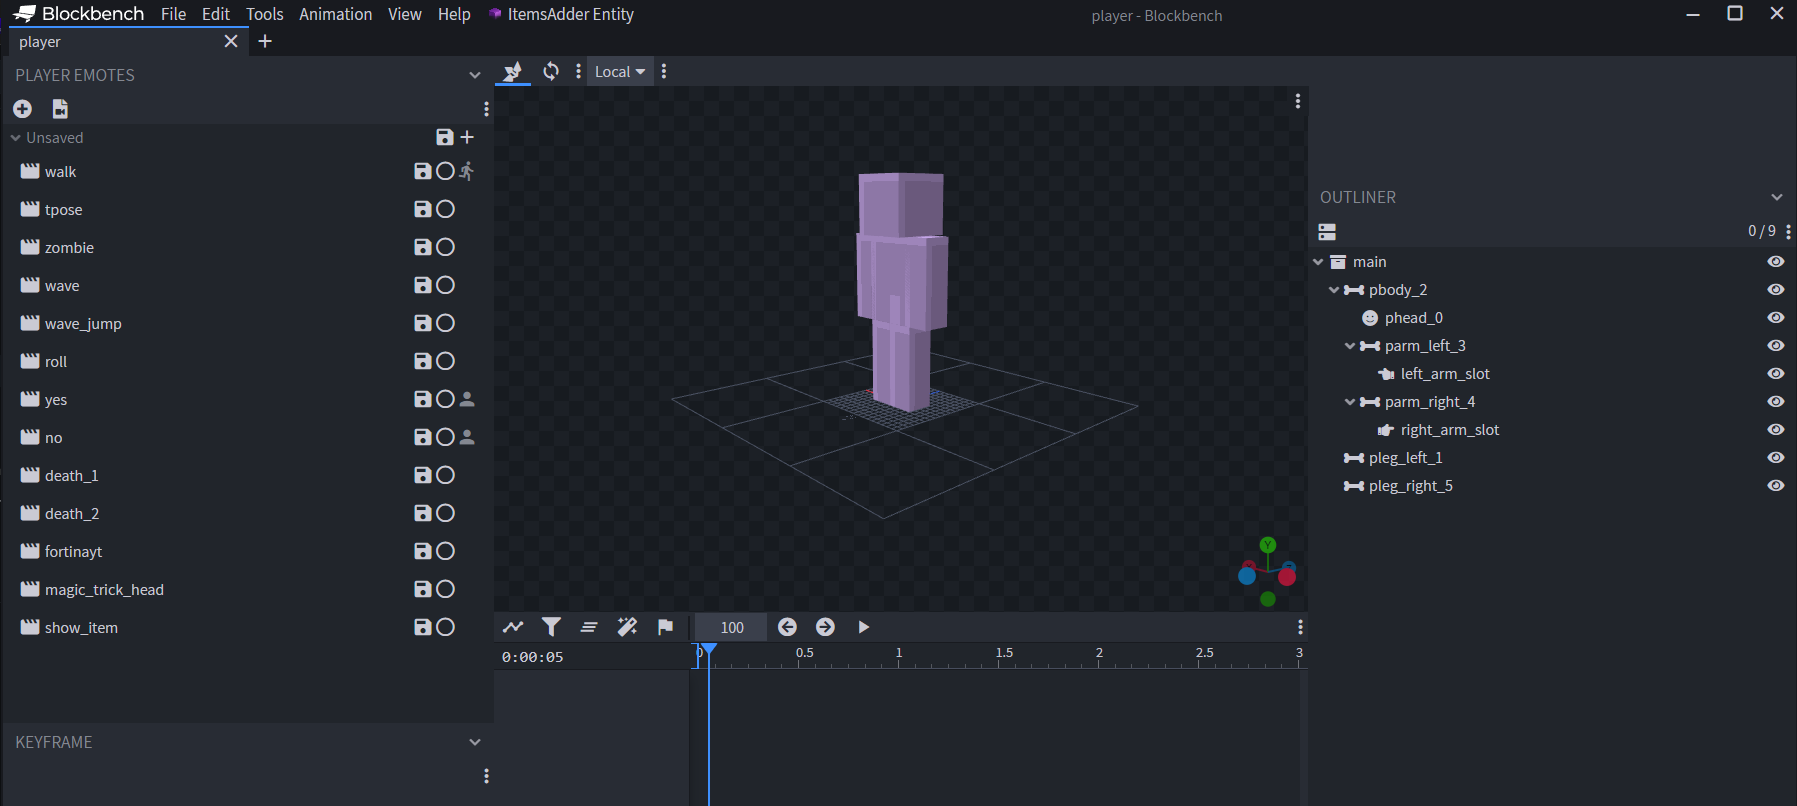 Blockbench File Edit Tools Animation View Help ItemsAdder Entity player - Blockbench
player
PLAYER EMOTES
Local
Unsaved
walk
tpose
zombie
wave
wave_jump
roll
yes
no
death_1
death_2
fortinayt
magic_trick_head
show_item
KEYFRAME
Y
100
0:00:05
0 0.5 1 1.5 2 2.5 3
OUTLINER
0 / 9
main
pbody_2
phead_0
parm_left_3
left_arm_slot
parm_right_4
right_arm_slot
pleg_left_1
pleg_right_5